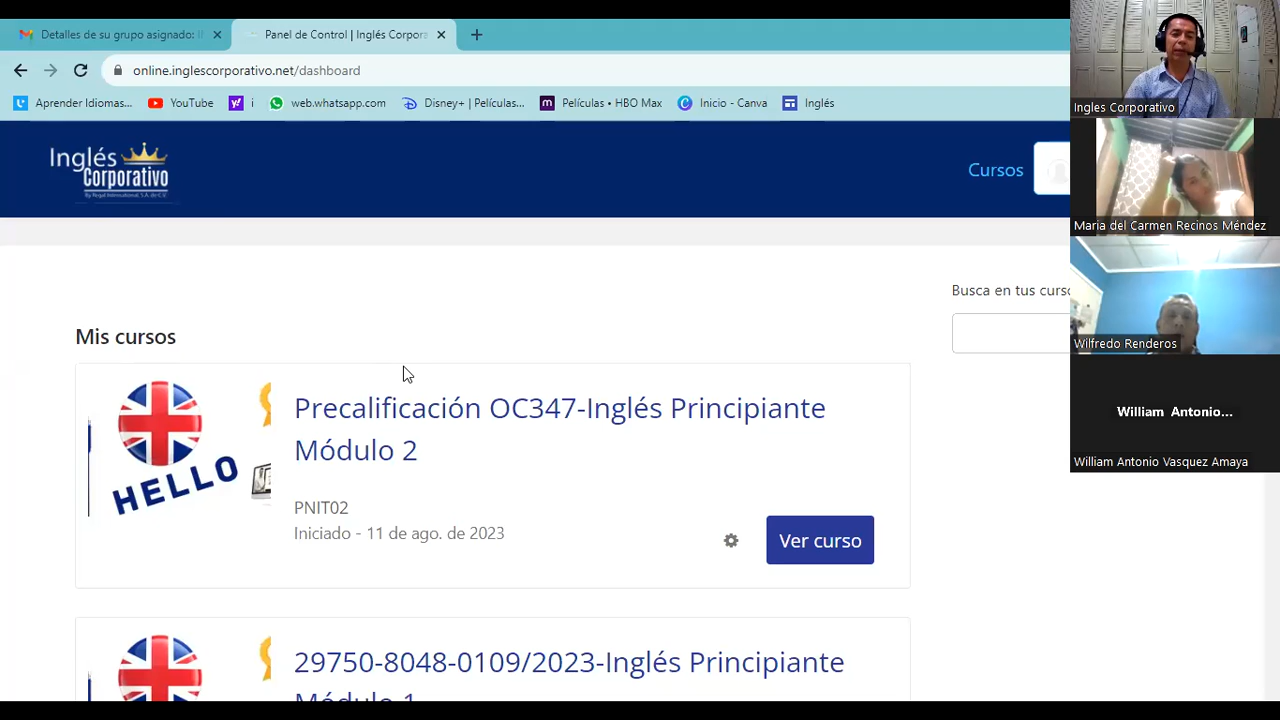 Detalles de su grupo asignado: I
Panel de Control | Inglés Corpor
online.inglescorporativo.net/dashboard
Aprender Idiomas...
YouTube
i
web.whatsapp.com
Disney+ | Películas...
Películas • HBO Max
Inicio - Canva
Inglés
Inglés
Corporativo
Cursos
Busca en tus curso
Mis cursos
HELLO
Precalificación OC347-Inglés Principiante
Módulo 2
PNIT02
Iniciado - 11 de ago. de 2023
Ver curso
29750-8048-0109/2023-Inglés Principiante
Módulo 1
Ingles Corporativo
Maria del Carmen Recinos Méndez
Wilfredo Renderos
William Antonio...
William Antonio Vasquez Amaya